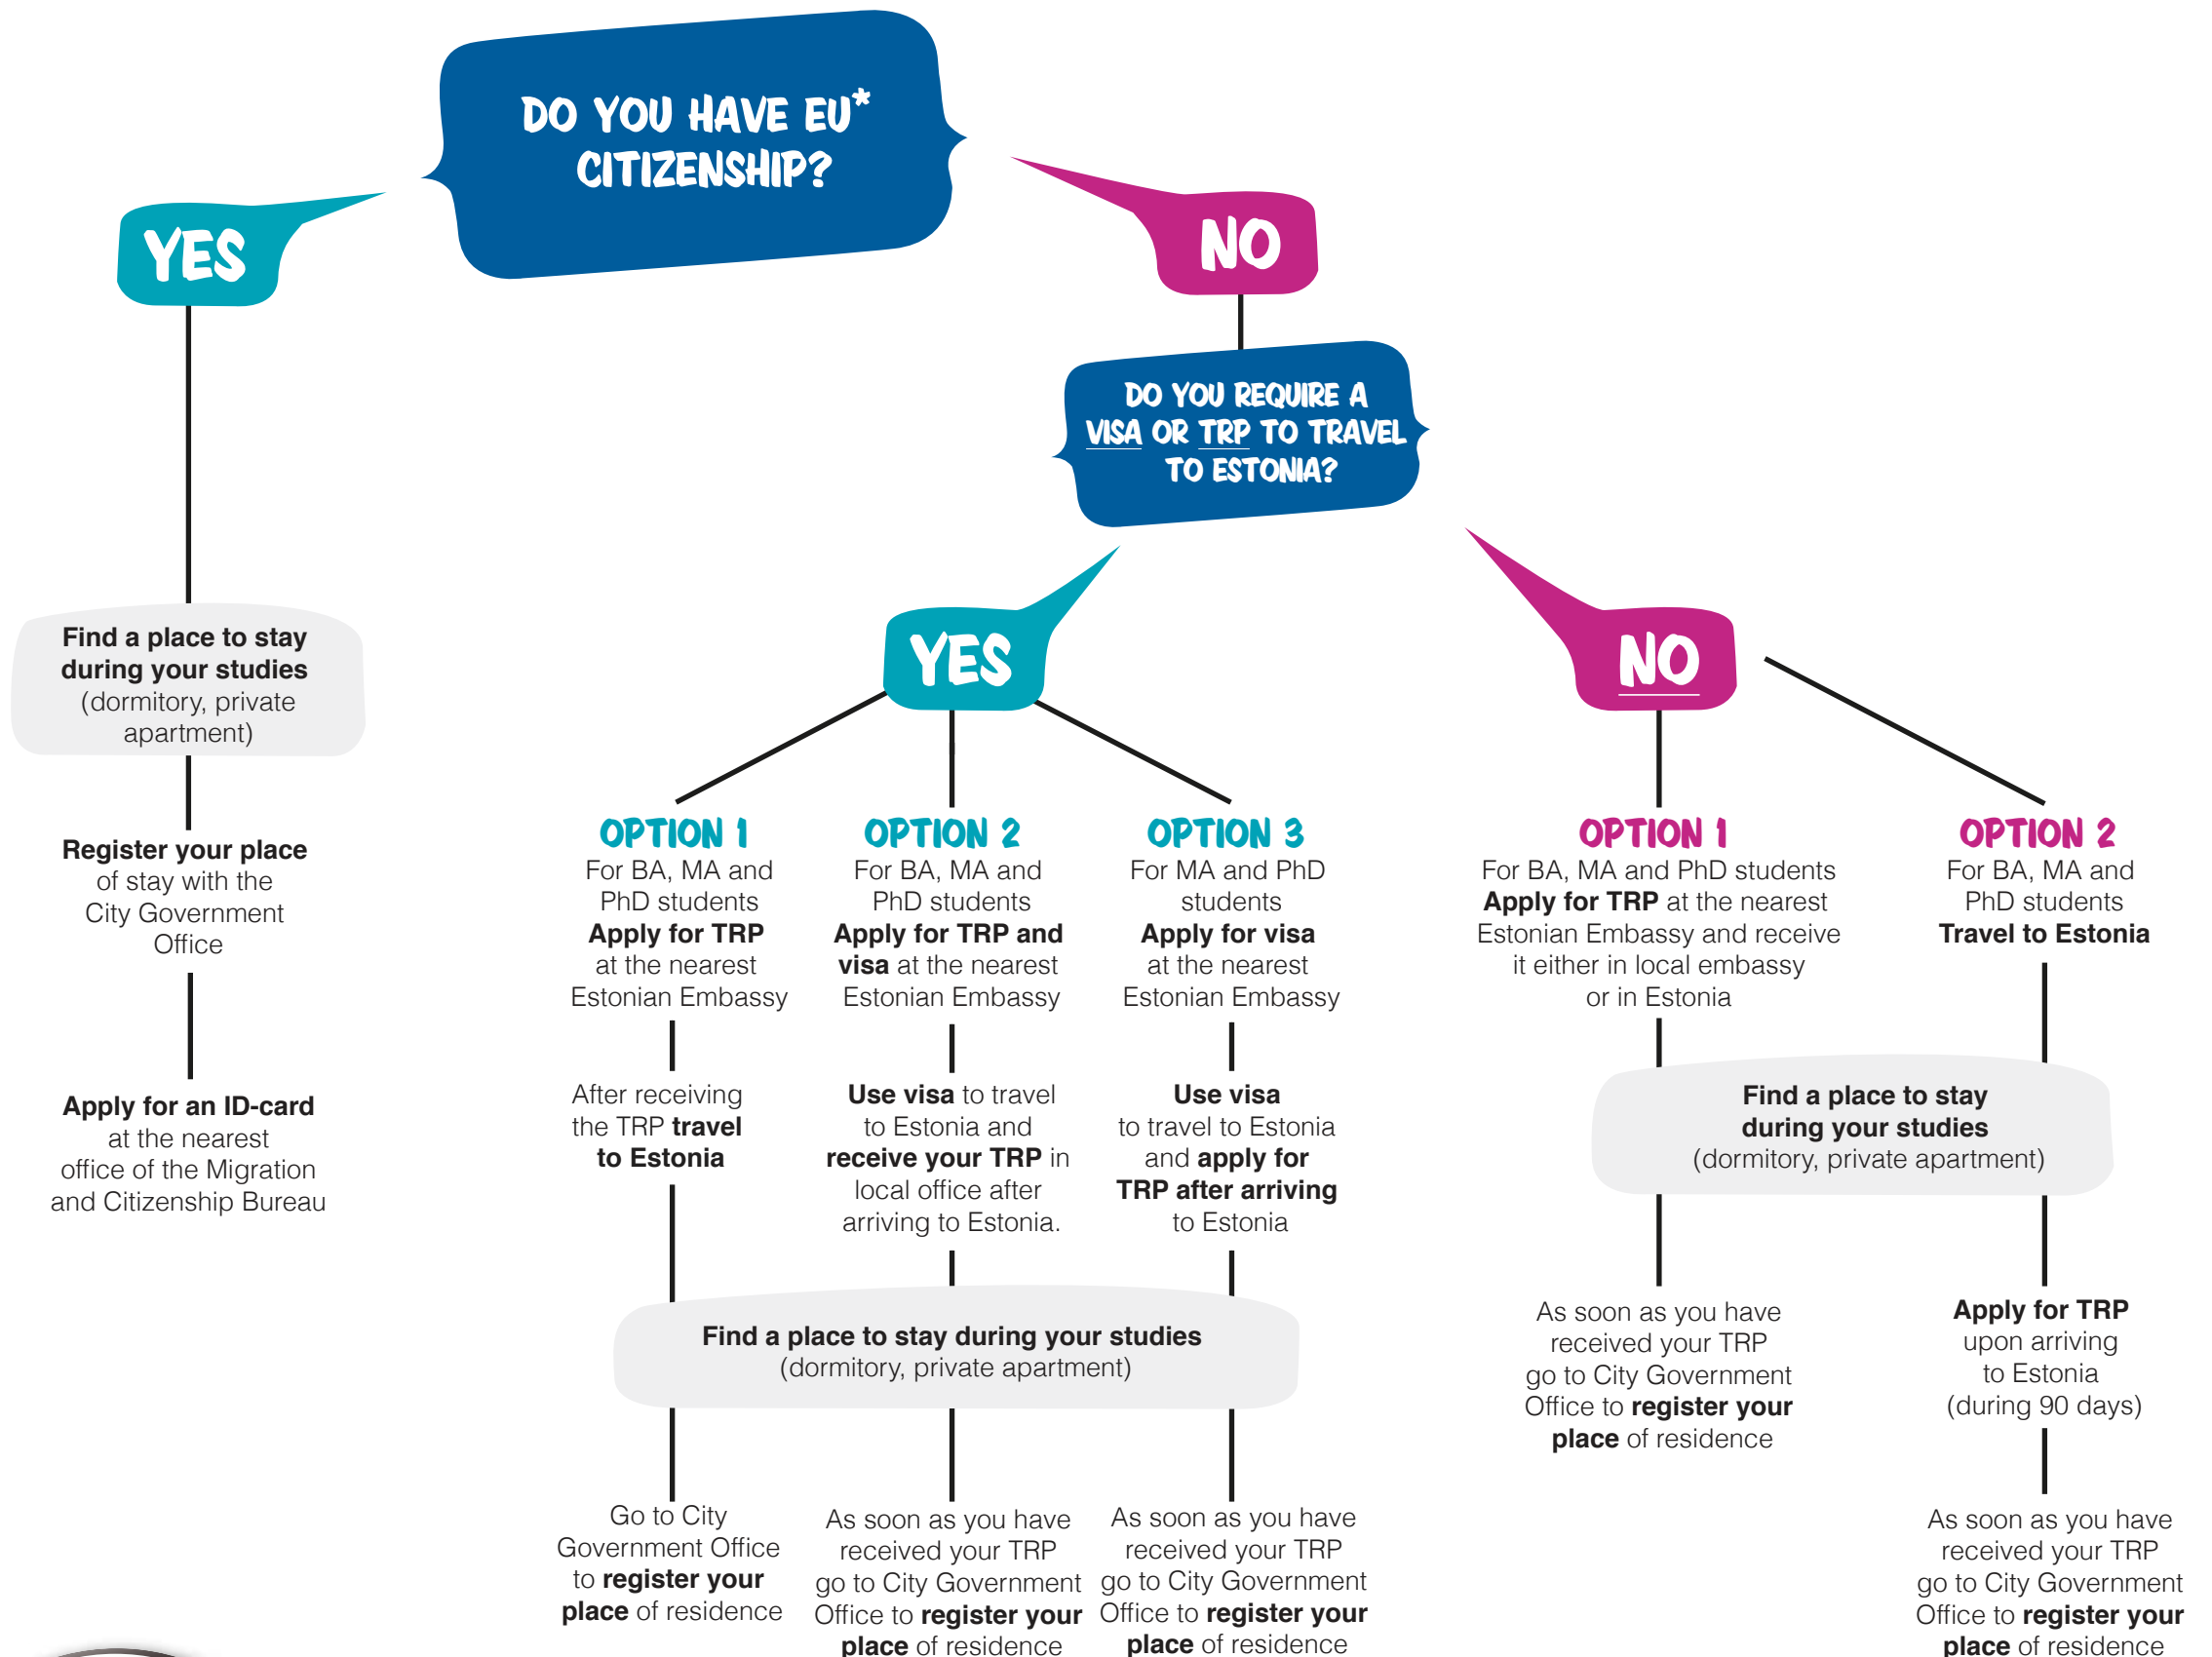 DO YOU HAVE EU*
CITIZENSHIP?
YES
NO
DO YOU REQUIRE A
VISA OR TRP TO TRAVEL
TO ESTONIA?
YES
NO
Find a place to stay
during your studies
(dormitory, private
apartment)
Register your place
of stay with the
City Government
Office
Apply for an ID-card
at the nearest
office of the Migration
and Citizenship Bureau
OPTION 1
For BA, MA and
PhD students
Apply for TRP
at the nearest
Estonian Embassy
After receiving
the TRP travel
to Estonia
OPTION 2
For BA, MA and
PhD students
Apply for TRP and
visa at the nearest
Estonian Embassy
Use visa to travel
to Estonia and
receive your TRP in
local office after
arriving to Estonia.
OPTION 3
For MA and PhD
students
Apply for visa
at the nearest
Estonian Embassy
Use visa
to travel to Estonia
and apply for
TRP after arriving
to Estonia
Find a place to stay during your studies
(dormitory, private apartment)
Go to City
Government Office
to register your
place of residence
As soon as you have
received your TRP
go to City Government
Office to register your
place of residence
As soon as you have
received your TRP
go to City Government
Office to register your
place of residence
OPTION 1
For BA, MA and PhD students
Apply for TRP at the nearest
Estonian Embassy and receive
it either in local embassy
or in Estonia
OPTION 2
For BA, MA and
PhD students
Travel to Estonia
Find a place to stay
during your studies
(dormitory, private apartment)
As soon as you have
received your TRP
go to City Government
Office to register your
place of residence
Apply for TRP
upon arriving
to Estonia
(during 90 days)
As soon as you have
received your TRP
go to City Government
Office to register your
place of residence